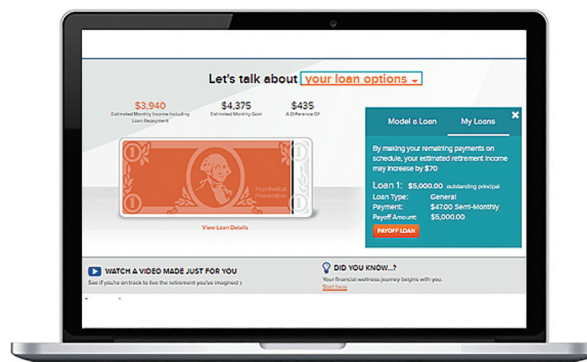 Let's talk about your loan options
$3,940
Estimated Monthly Income Including
Loan Repayment
$4,375
Estimated Monthly Goal
$435
A Difference Of
Hypothetical
Presentation
View Loan Details
Model a Loan
My Loans
By making your remaining payments on
schedule, your estimated retirement income
may increase by $70
Loan 1: $5,000.00 outstanding principal
Loan Type: General
Payment: $47.00 Semi-Monthly
Payoff Amount: $5,000.00
PAYOFF LOAN
WATCH A VIDEO MADE JUST FOR YOU
See if you're on track to live the retirement you've imagined >
DID YOU KNOW...?
Your financial wellness journey begins with you.
Start here